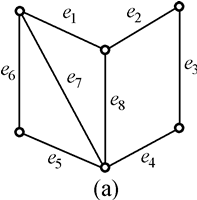 e₁ e₂
e₆ e₇ e₃
e₈
e₅ e₄
(a)